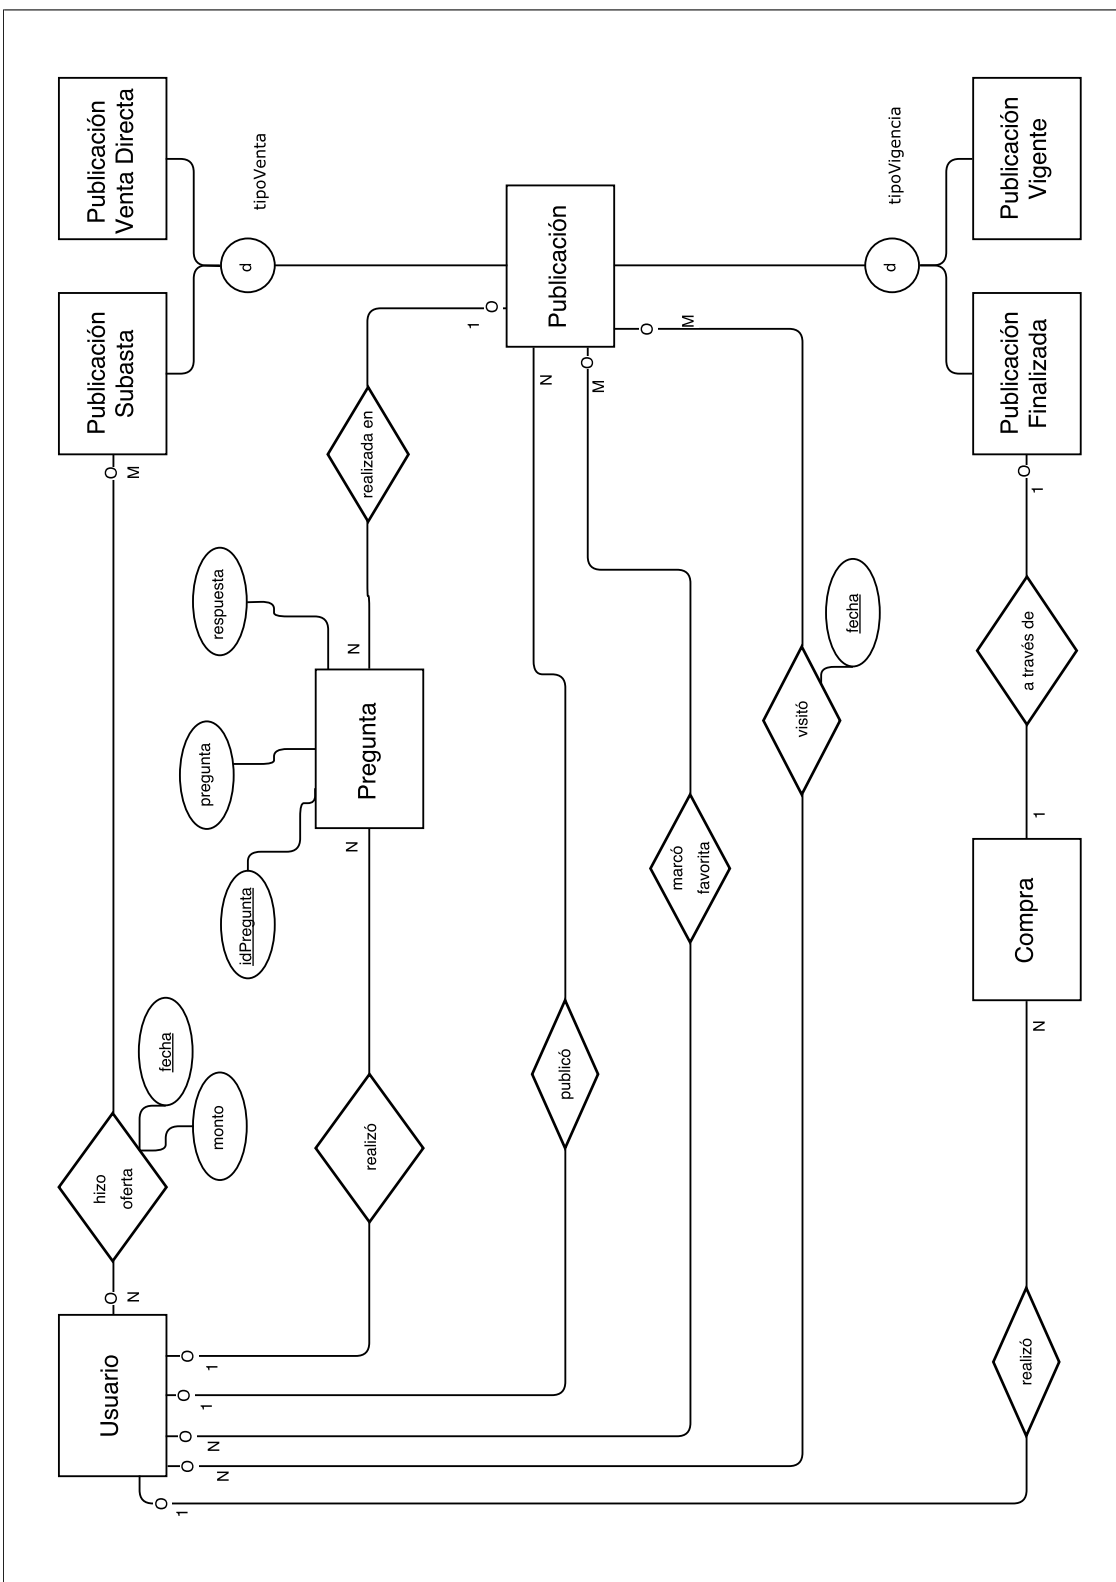 Usuario
O
N
hizo
oferta
O
M
Publicación
Subasta
Publicación
Venta Directa
fecha
monto
O
1
O
N
O
N
O
1
O
1
idPregunta
pregunta
respuesta
d
tipoVenta
realizó
N
Pregunta
N
realizada en
1
O
publicó
N
Publicación
marcó
favorita
O
M
O
M
visitó
fecha
d
tipoVigencia
realizó
N
Compra
1
a través de
O
1
Publicación
Finalizada
Publicación
Vigente